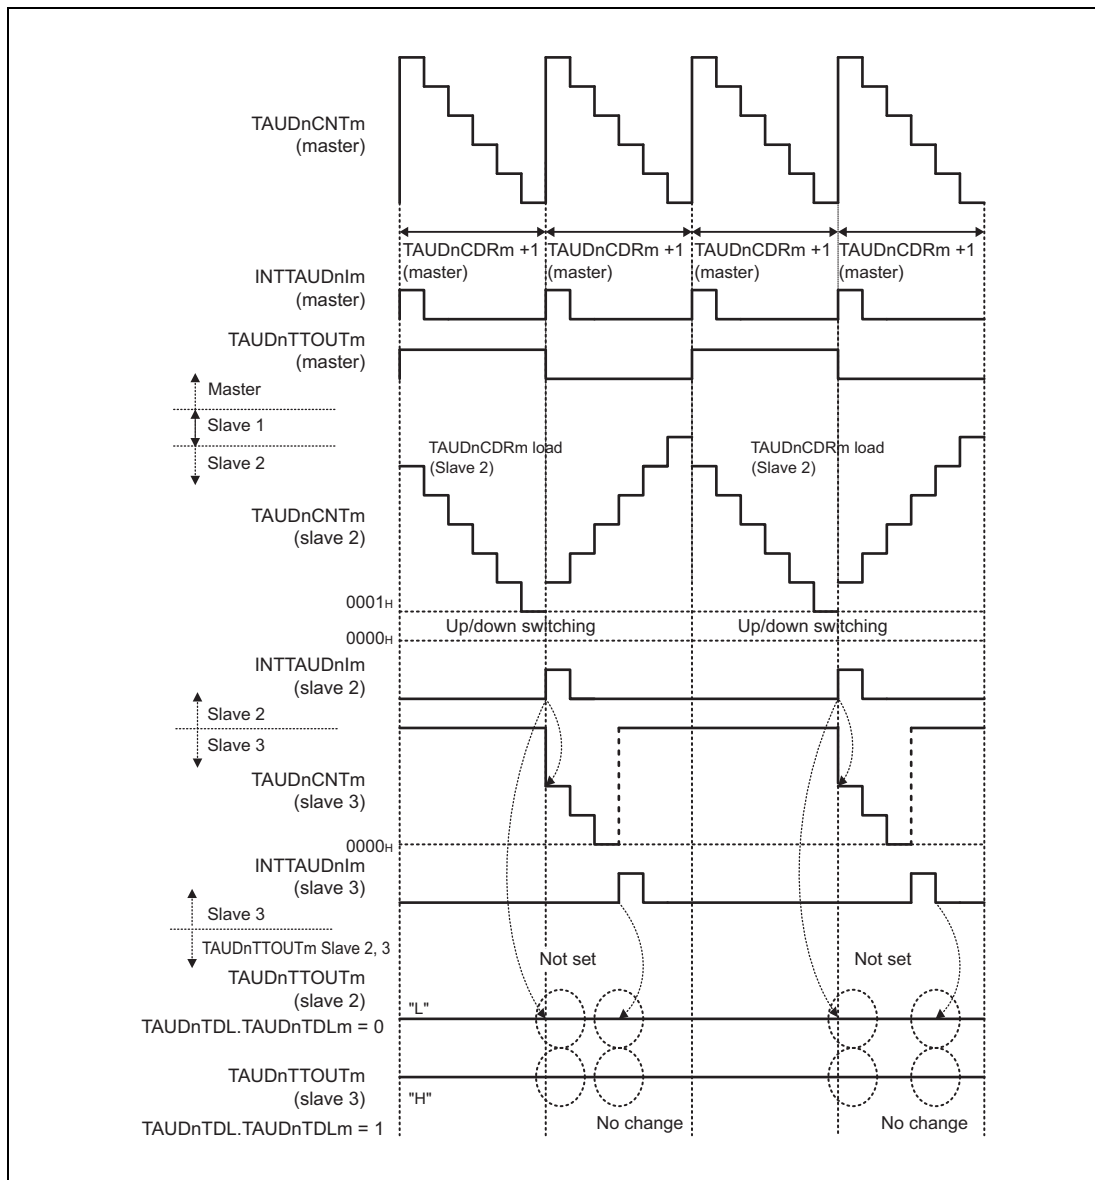 TAUDnCNTm
(master)
TAUDnCDRm +1 TAUDnCDRm +1 TAUDnCDRm +1 TAUDnCDRm +1
(master) (master) (master) (master)
INTTAUDnIm
(master)
TAUDnTTOUTm
(master)
Master
Slave 1
Slave 2
TAUDnCDRm load TAUDnCDRm load
(Slave 2) (Slave 2)
TAUDnCNTm
(slave 2)
0001H
Up/down switching Up/down switching
0000H
INTTAUDnIm
(slave 2)
Slave 2
Slave 3
TAUDnCNTm
(slave 3)
0000H
INTTAUDnIm
(slave 3)
Slave 3
TAUDnTTOUTm Slave 2, 3
Not set Not set
TAUDnTTOUTm
(slave 2)
"L"
TAUDnTDL.TAUDnTDLm = 0
TAUDnTTOUTm
(slave 3)
"H"
No change No change
TAUDnTDL.TAUDnTDLm = 1